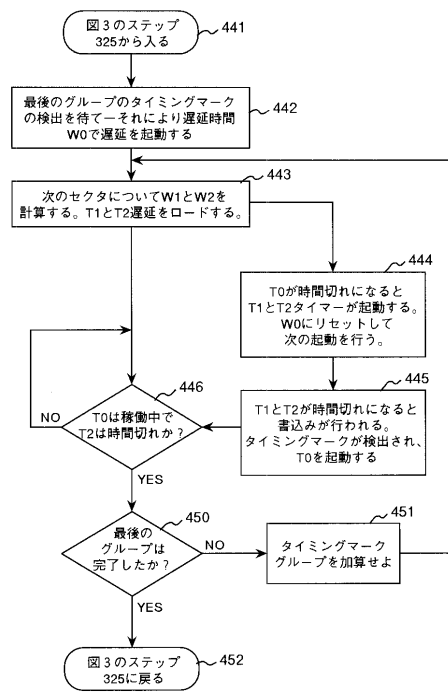 図３のステップ
325から入る
441
最後のグループのタイミングマーク
の検出を待てーそれにより遅延時間
W0で遅延を起動する
442
443
次のセクタについてW1とW2を
計算する。T1とT2遅延をロードする。
444
T0が時間切れになると
T1とT2タイマーが起動する。
W0にリセットして
次の起動を行う。
445
T1とT2が時間切れになると
書込みが行われる。
タイミングマークが検出され、
T0を起動する
446
T0は稼働中で
T2は時間切れか？
NO
YES
450
最後の
グループは
完了したか？
NO
451
タイミングマーク
グループを加算せよ
YES
図３のステップ
325に戻る
452